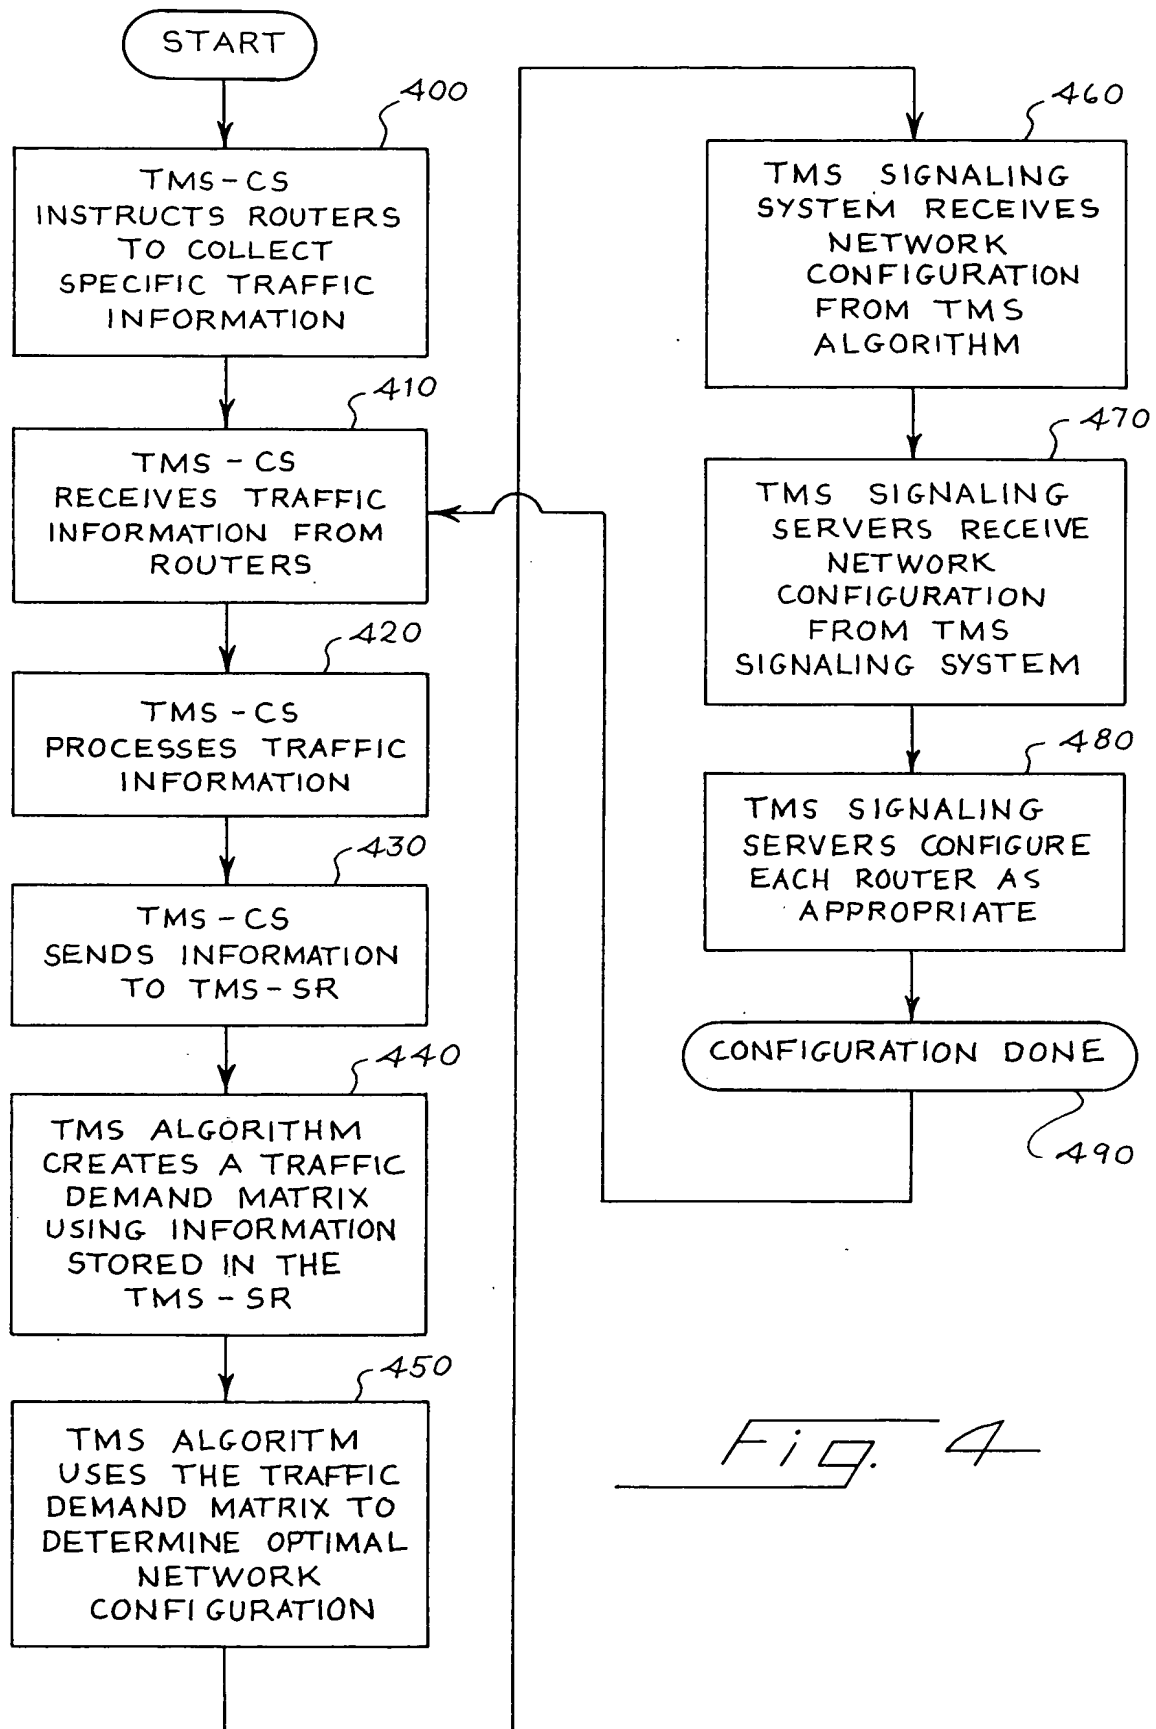 START
400
TMS-CS
INSTRUCTS ROUTERS
TO COLLECT
SPECIFIC TRAFFIC
INFORMATION
410
TMS-CS
RECEIVES TRAFFIC
INFORMATION FROM
ROUTERS
420
TMS-CS
PROCESSES TRAFFIC
INFORMATION
430
TMS-CS
SENDS INFORMATION
TO TMS-SR
440
TMS ALGORITHM
CREATES A TRAFFIC
DEMAND MATRIX
USING INFORMATION
STORED IN THE
TMS-SR
450
TMS ALGORITM
USES THE TRAFFIC
DEMAND MATRIX TO
DETERMINE OPTIMAL
NETWORK
CONFIGURATION
460
TMS SIGNALING
SYSTEM RECEIVES
NETWORK
CONFIGURATION
FROM TMS
ALGORITHM
470
TMS SIGNALING
SERVERS RECEIVE
NETWORK
CONFIGURATION
FROM TMS
SIGNALING SYSTEM
480
TMS SIGNALING
SERVERS CONFIGURE
EACH ROUTER AS
APPROPRIATE
CONFIGURATION DONE
490
Fig. 4